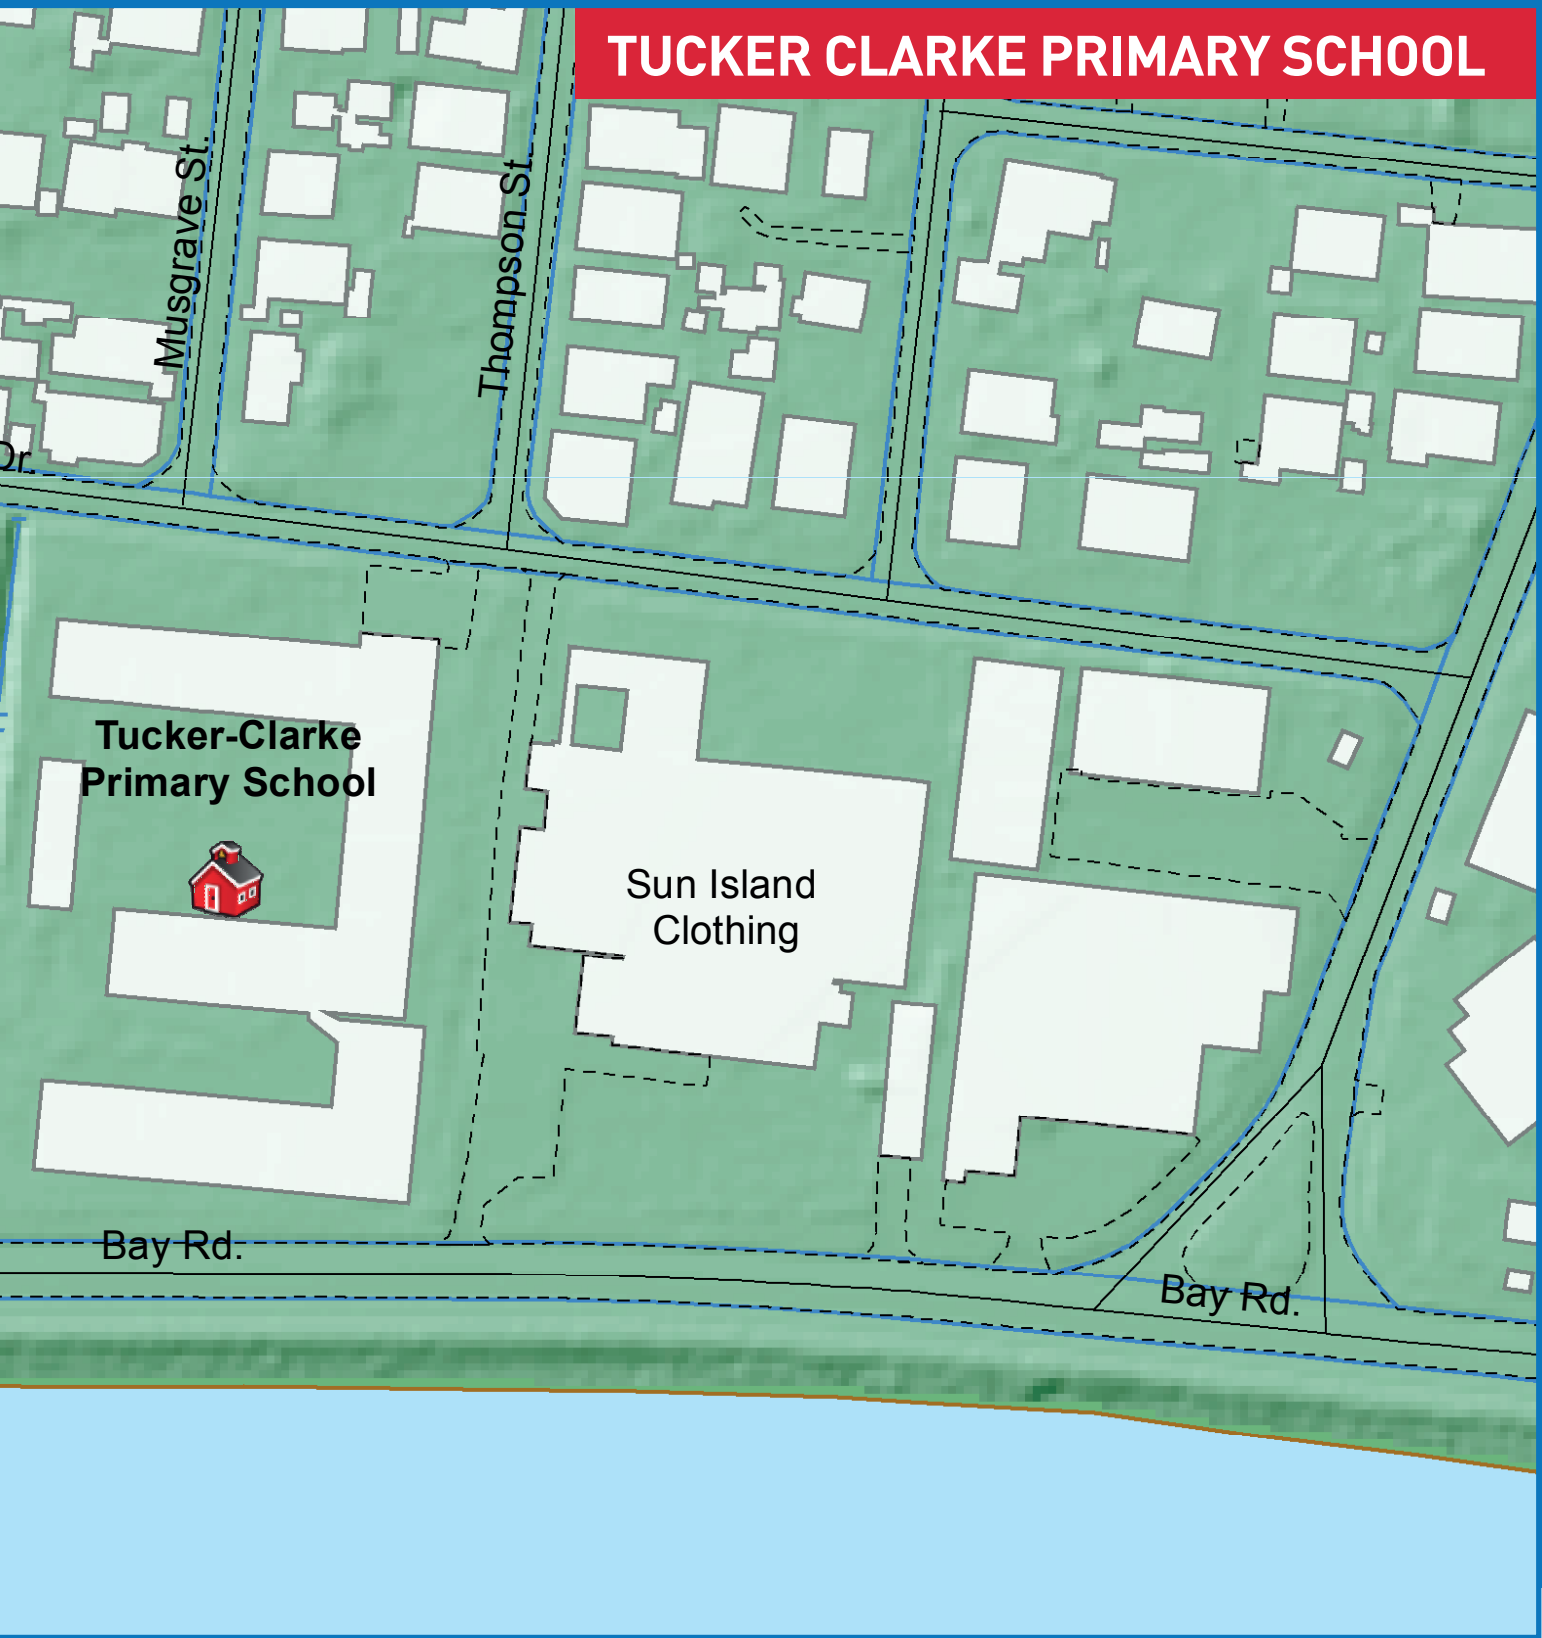 TUCKER CLARKE PRIMARY SCHOOL
Musgrave St.
Thompson St.
Dr.
Tucker-Clarke
Primary School
Sun Island
Clothing
Bay Rd.
Bay Rd.